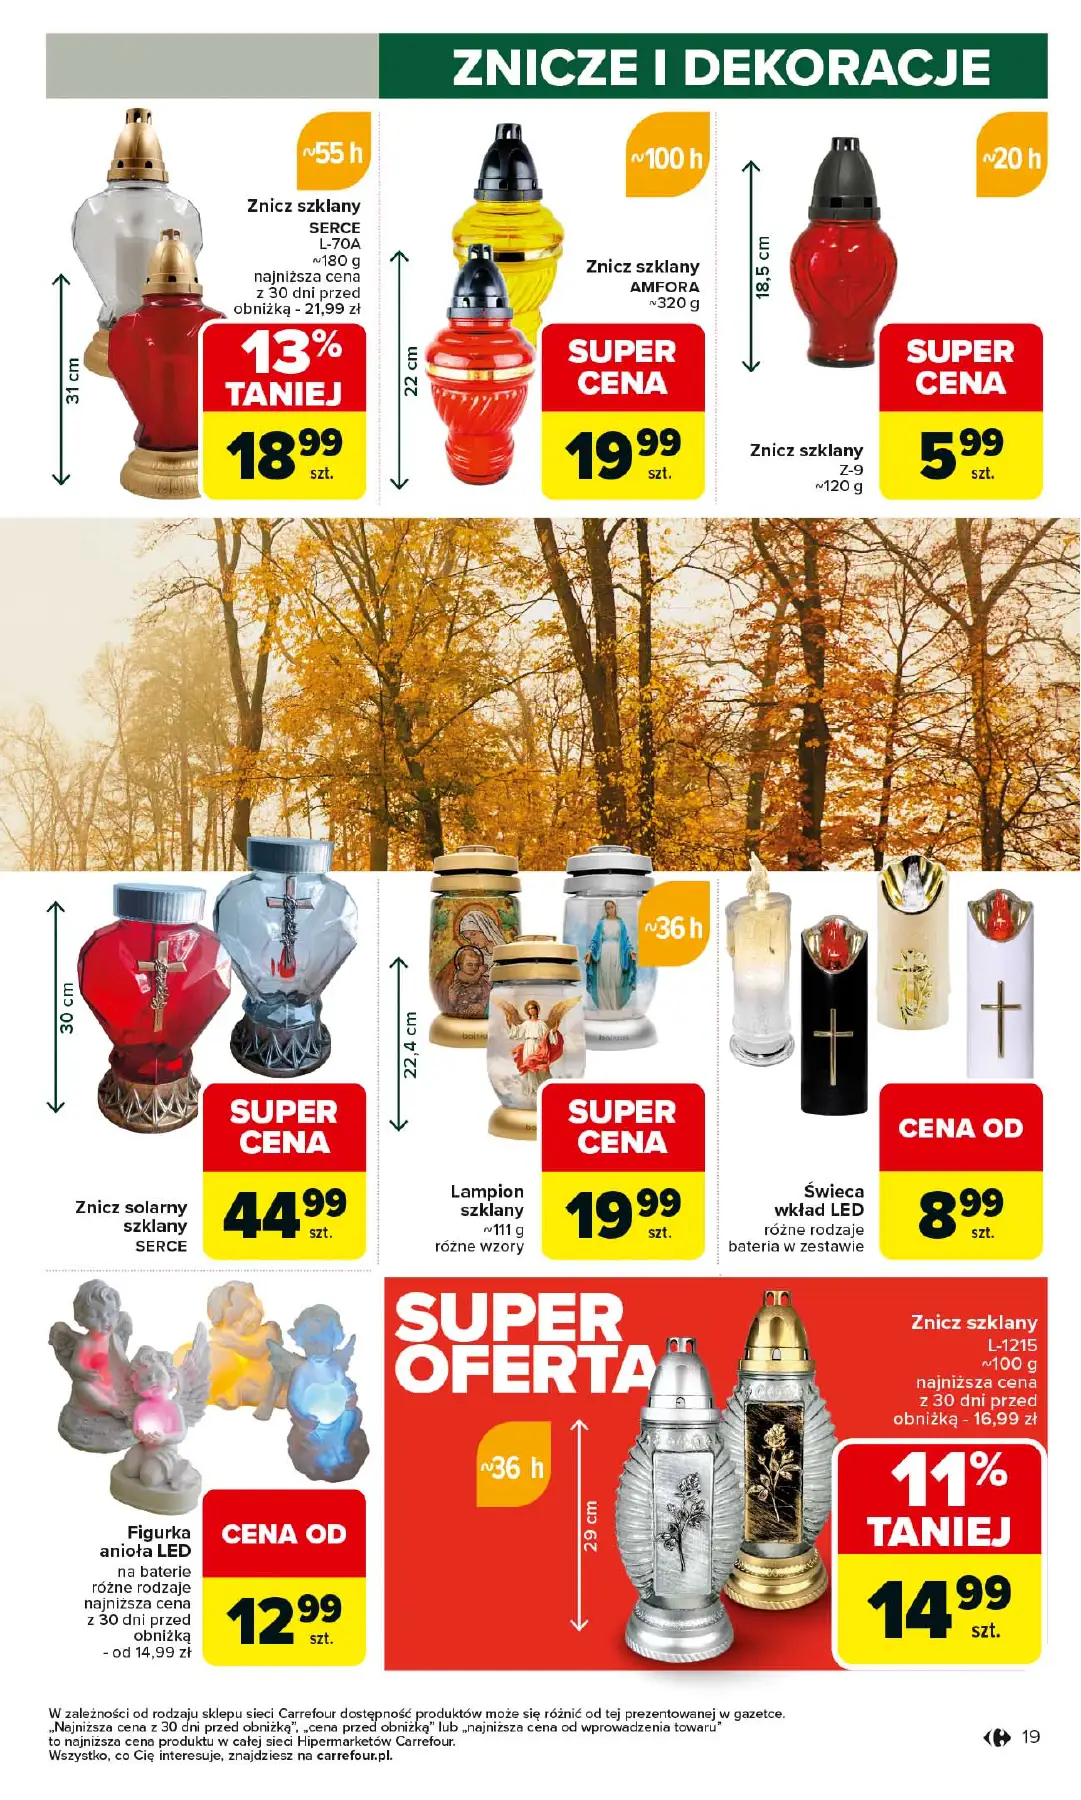 ZNICZE I DEKORACJE
~55 h
Znicz szklany
SERCE
L-70A
~180 g
najniższa cena
z 30 dni przed
obniżką - 21,99 zł
31 cm
13%
TANIEJ
18 99
szt.
~100 h
Znicz szklany
AMFORA
~320 g
22 cm
SUPER
CENA
19 99
szt.
~20 h
18,5 cm
Znicz szklany
Z-9
~120 g
SUPER
CENA
5 99
szt.
30 cm
Znicz solarny
szklany
SERCE
SUPER
CENA
44 99
szt.
~36 h
22,4 cm
Lampion
szklany
~111 g
różne wzory
SUPER
CENA
19 99
szt.
Świeca
wkład LED
różne rodzaje
bateria w zestawie
CENA OD
8 99
szt.
Figurka
anioła LED
na baterie
różne rodzaje
najniższa cena
z 30 dni przed
obniżką
- od 14,99 zł
CENA OD
12 99
szt.
SUPER
OFERTA
~36 h
29 cm
Znicz szklany
L-1215
~100 g
najniższa cena
z 30 dni przed
obniżką - 16,99 zł
11%
TANIEJ
14 99
szt.
W zależności od rodzaju sklepu sieci Carrefour dostępność produktów może się różnić od tej prezentowanej w gazetce.
„Najniższa cena z 30 dni przed obniżką", „cena przed obniżką" lub „najniższa cena od wprowadzenia towaru"
to najniższa cena produktu w całej sieci Hipermarketów Carrefour.
Wszystko, co Cię interesuje, znajdziesz na carrefour.pl.
19